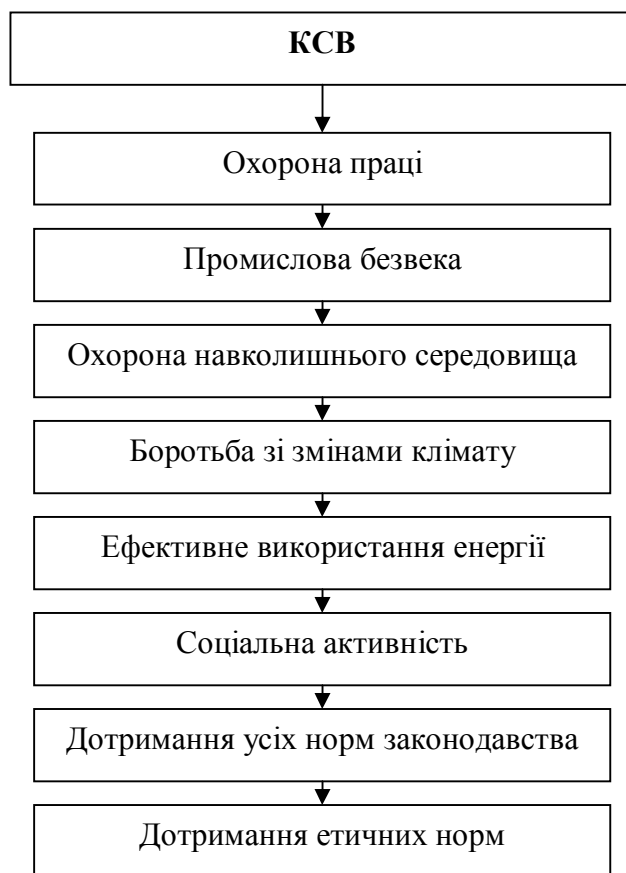 КСВ
Охорона праці
Промислова безвека
Охорона навколишнього середовища
Боротьба зі змінами клімату
Ефективне використання енергії
Соціальна активність
Дотримання усіх норм законодавства
Дотримання етичних норм